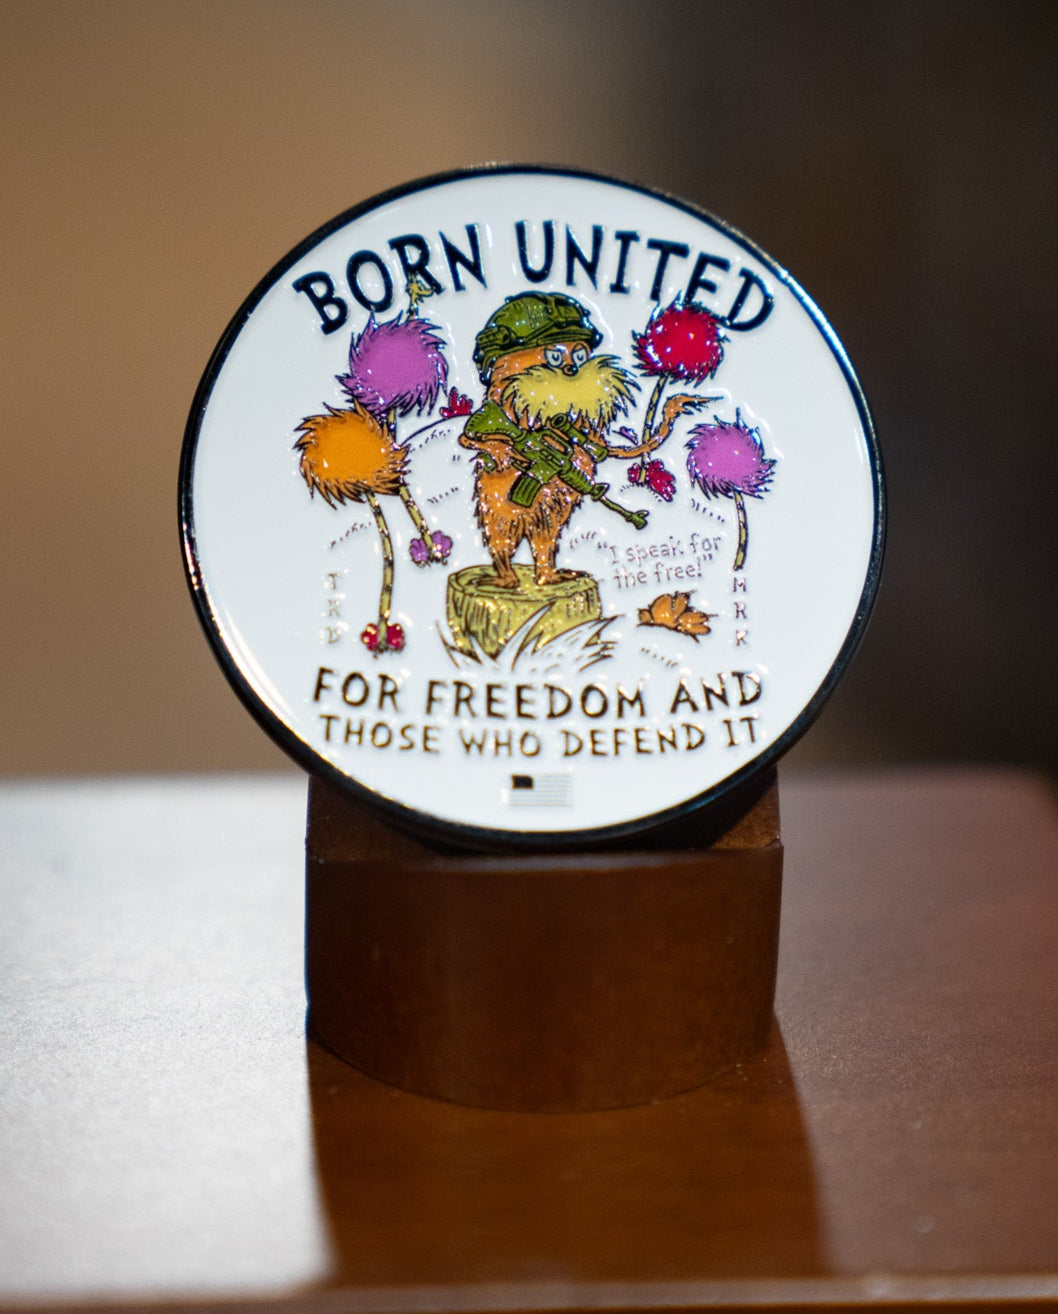 BORN UNITED
"I speak for
the free!"
T
R
D
M
R
K
FOR FREEDOM AND
THOSE WHO DEFEND IT